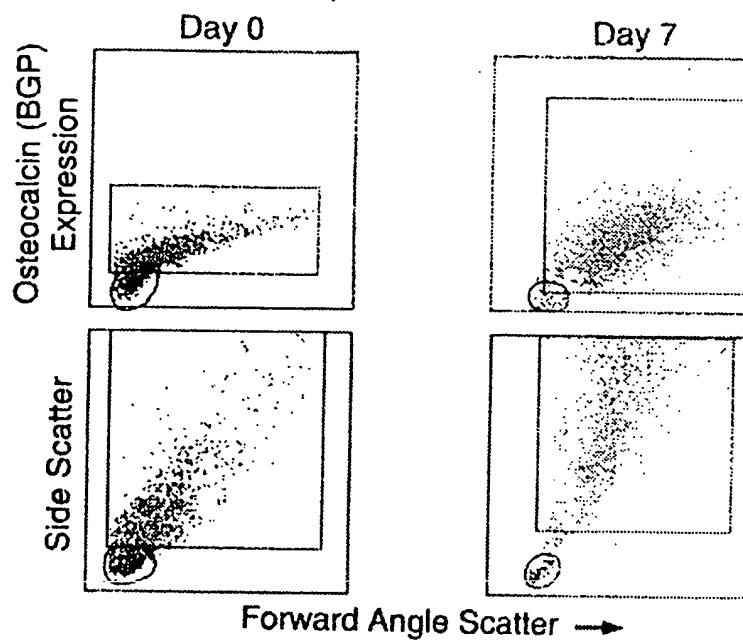 Day 0
Day 7
Osteocalcin (BGP)
Expression
Side Scatter
Forward Angle Scatter →